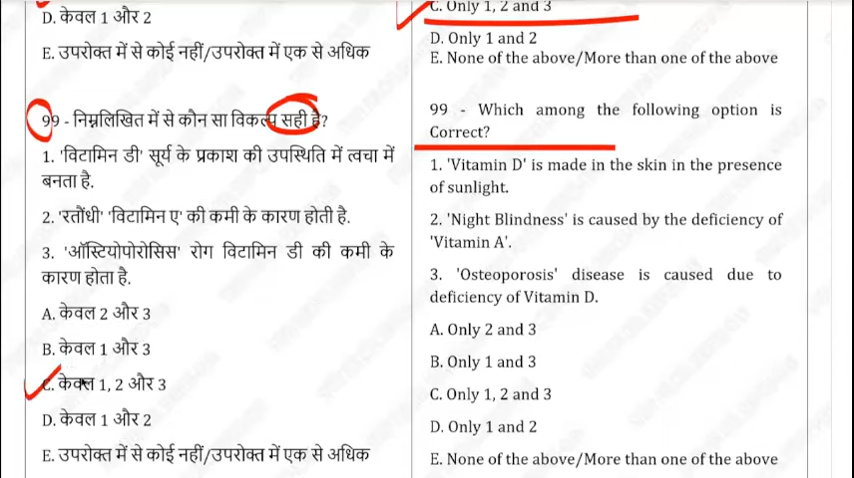 D. केवल 1 और 2
E. उपरोक्त में से कोई नहीं/उपरोक्त में एक से अधिक
99 - निम्नलिखित में से कौन सा विकल्प सही है?
1. 'विटामिन डी' सूर्य के प्रकाश की उपस्थिति में त्वचा में
बनता है.
2. 'रतौंधी' 'विटामिन ए' की कमी के कारण होती है.
3. 'ऑस्टियोपोरोसिस' रोग विटामिन डी की कमी के
कारण होता है.
A. केवल 2 और 3
B. केवल 1 और 3
C. केवल 1, 2 और 3
D. केवल 1 और 2
E. उपरोक्त में से कोई नहीं/उपरोक्त में एक से अधिक
C. Only 1, 2 and 3
D. Only 1 and 2
E. None of the above/More than one of the above
99 - Which among the following option is
Correct?
1. 'Vitamin D' is made in the skin in the presence
of sunlight.
2. 'Night Blindness' is caused by the deficiency of
'Vitamin A'.
3. 'Osteoporosis' disease is caused due to
deficiency of Vitamin D.
A. Only 2 and 3
B. Only 1 and 3
C. Only 1, 2 and 3
D. Only 1 and 2
E. None of the above/More than one of the above